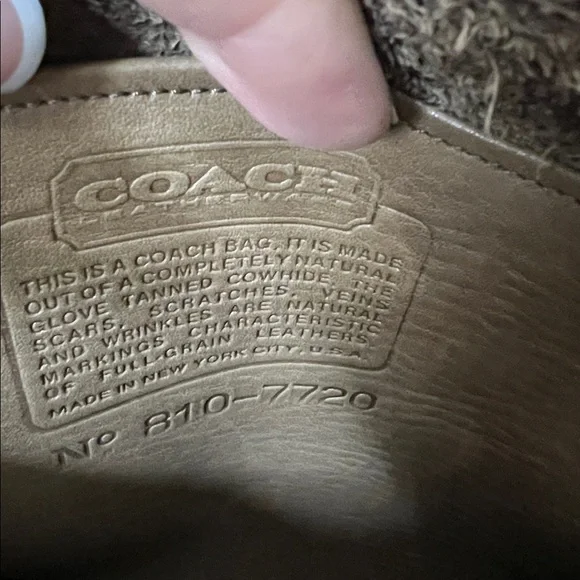 COACH
LEATHERWARE
THIS IS A COACH BAG. IT IS MADE
OUT OF A COMPLETELY NATURAL
GLOVE TANNED COWHIDE THE
SCARS, SCRATCHES, VEINS
AND WRINKLES ARE NATURAL
MARKINGS CHARACTERISTIC
OF FULL-GRAIN LEATHERS
MADE IN NEW YORK CITY, U.S.A.
No 810-7720